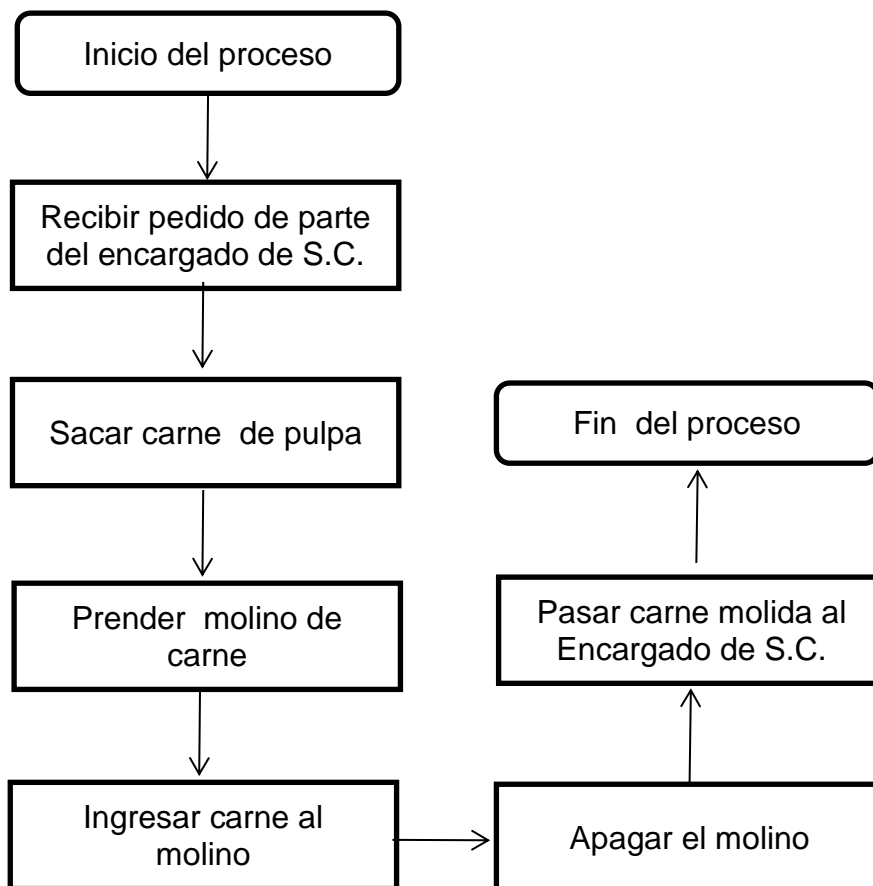 Inicio del proceso
Recibir pedido de parte
del encargado de S.C.
Sacar carne  de pulpa
Prender  molino de
carne
Ingresar carne al
molino
Apagar el molino
Pasar carne molida al
Encargado de S.C.
Fin  del proceso